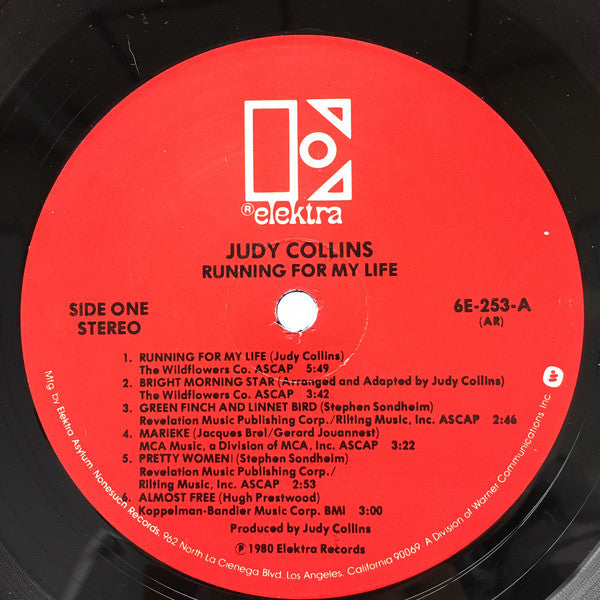 ® elektra
JUDY COLLINS
RUNNING FOR MY LIFE
SIDE ONE
STEREO
6E-253-A
(AR)
1. RUNNING FOR MY LIFE (Judy Collins)
The Wildflowers Co. ASCAP 5:49
2. BRIGHT MORNING STAR (Arranged and Adapted by Judy Collins)
The Wildflowers Co. ASCAP 3:42
3. GREEN FINCH AND LINNET BIRD (Stephen Sondheim)
Revelation Music Publishing Corp./Rilting Music, Inc. ASCAP 2:46
4. MARIEKE (Jacques Brel/Gerard Jouannest)
MCA Music, a Division of MCA, Inc. ASCAP 3:22
5. PRETTY WOMEN (Stephen Sondheim)
Revelation Music Publishing Corp./
Rilting Music, Inc. ASCAP 2:53
6. ALMOST FREE (Hugh Prestwood)
Koppelman-Bandier Music Corp. BMI 3:00
Produced by Judy Collins
℗ 1980 Elektra Records
Mfg. by Elektra Asylum Nonesuch Records, 962 North La Cienega Blvd. Los Angeles, California 90069 A Division of Warner Communications Inc